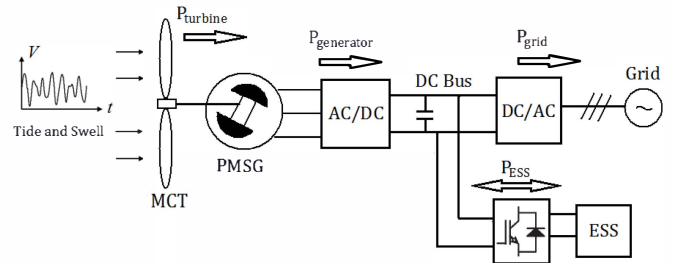 P_turbine
P_generator
P_grid
V
DC Bus
Grid
t
AC/DC
DC/AC
~
Tide and Swell
PMSG
P_ESS
MCT
ESS